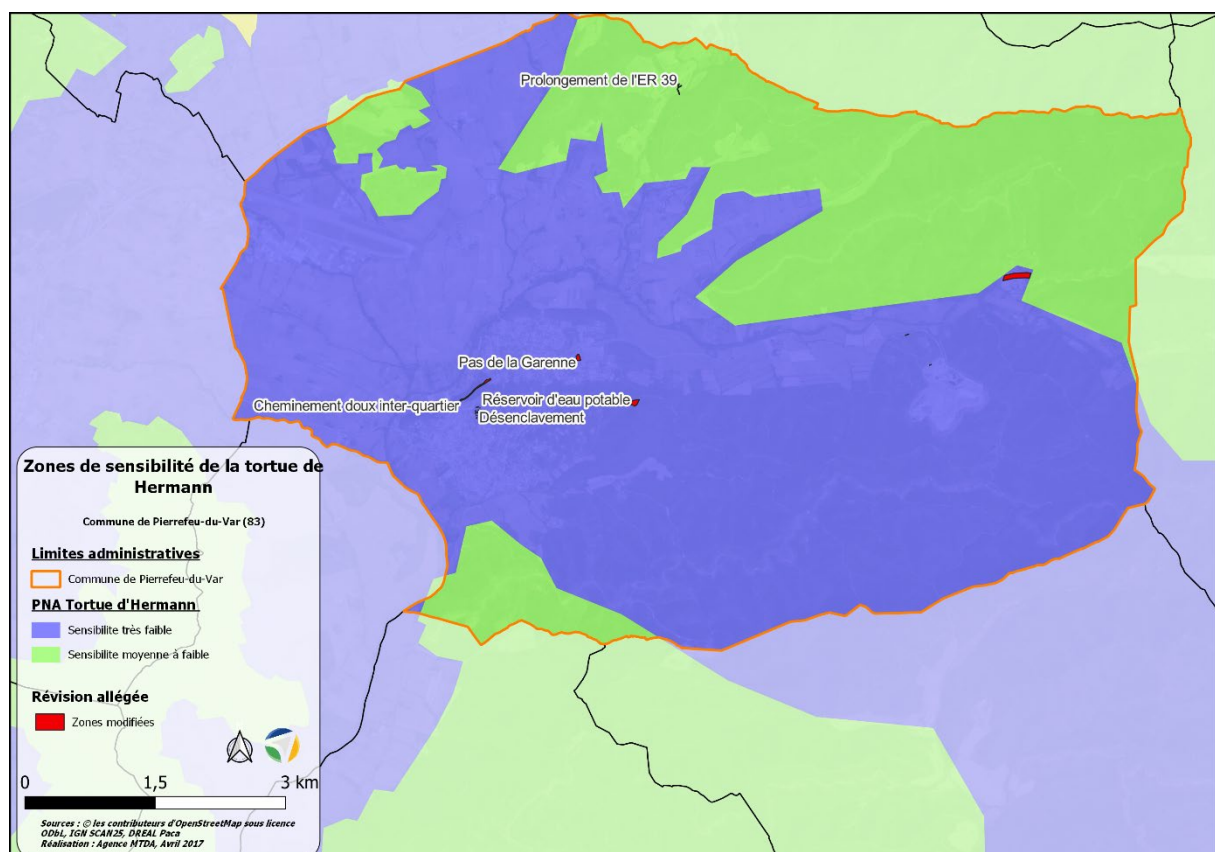 Prolongement de l'ER 39
Pas de la Garenne
Cheminement doux inter-quartier
Réservoir d'eau potable
Désenclavement
Zones de sensibilité de la tortue de
Hermann
Commune de Pierrefeu-du-Var (83)
Limites administratives
Commune de Pierrefeu-du-Var
PNA Tortue d'Hermann
Sensibilite très faible
Sensibilite moyenne à faible
Révision allégée
Zones modifiées
0 1,5 3 km
Sources : © les contributeurs d'OpenStreetMap sous licence
ODbL, IGN SCAN25, DREAL Paca
Réalisation : Agence MTDA, Avril 2017